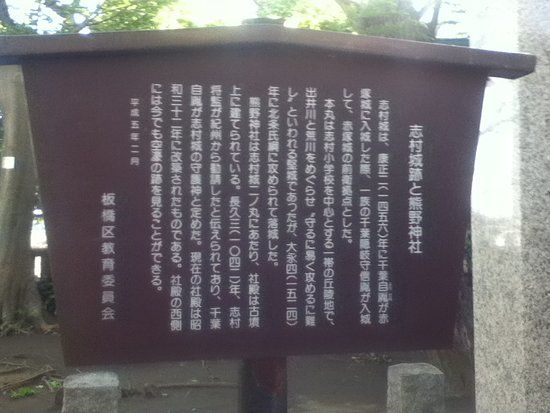 志村城跡と熊野神社
志村城は、康正二(一四五六)年に千葉自胤が赤
塚城に入城した際、一族の千葉隠岐守信胤が入城
して、赤塚城の前衛拠点とした。
本丸は志村小学校を中心とする一帯の丘陵地で、
出井川と荒川をめぐらせ〝守るに易く攻めるに難
し〟といわれる堅城であったが、大永四(一五二四)
年に北条氏綱に攻められて落城した。
熊野神社は志村城二ノ丸にあたり、社殿は古墳
上に建てられている。長久三(一〇四二)年、志村
将監が紀州から勧請したと伝えられており、千葉
自胤が志村城の守護神と定めた。現在の社殿は昭
和三十二年に改築されたものである。社殿の西側
には今でも空濠の跡を見ることができる。
平成五年二月
板橋区教育委員会